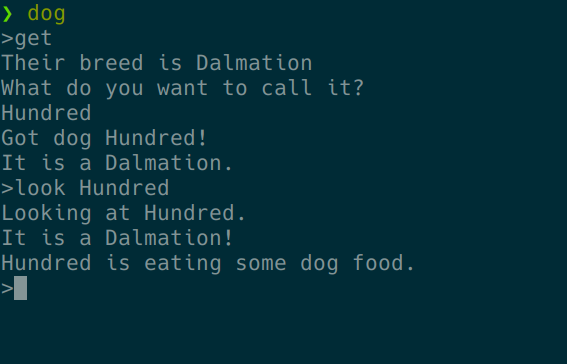 ❯ dog
>get
Their breed is Dalmation
What do you want to call it?
Hundred
Got dog Hundred!
It is a Dalmation.
>look Hundred
Looking at Hundred.
It is a Dalmation!
Hundred is eating some dog food.
>